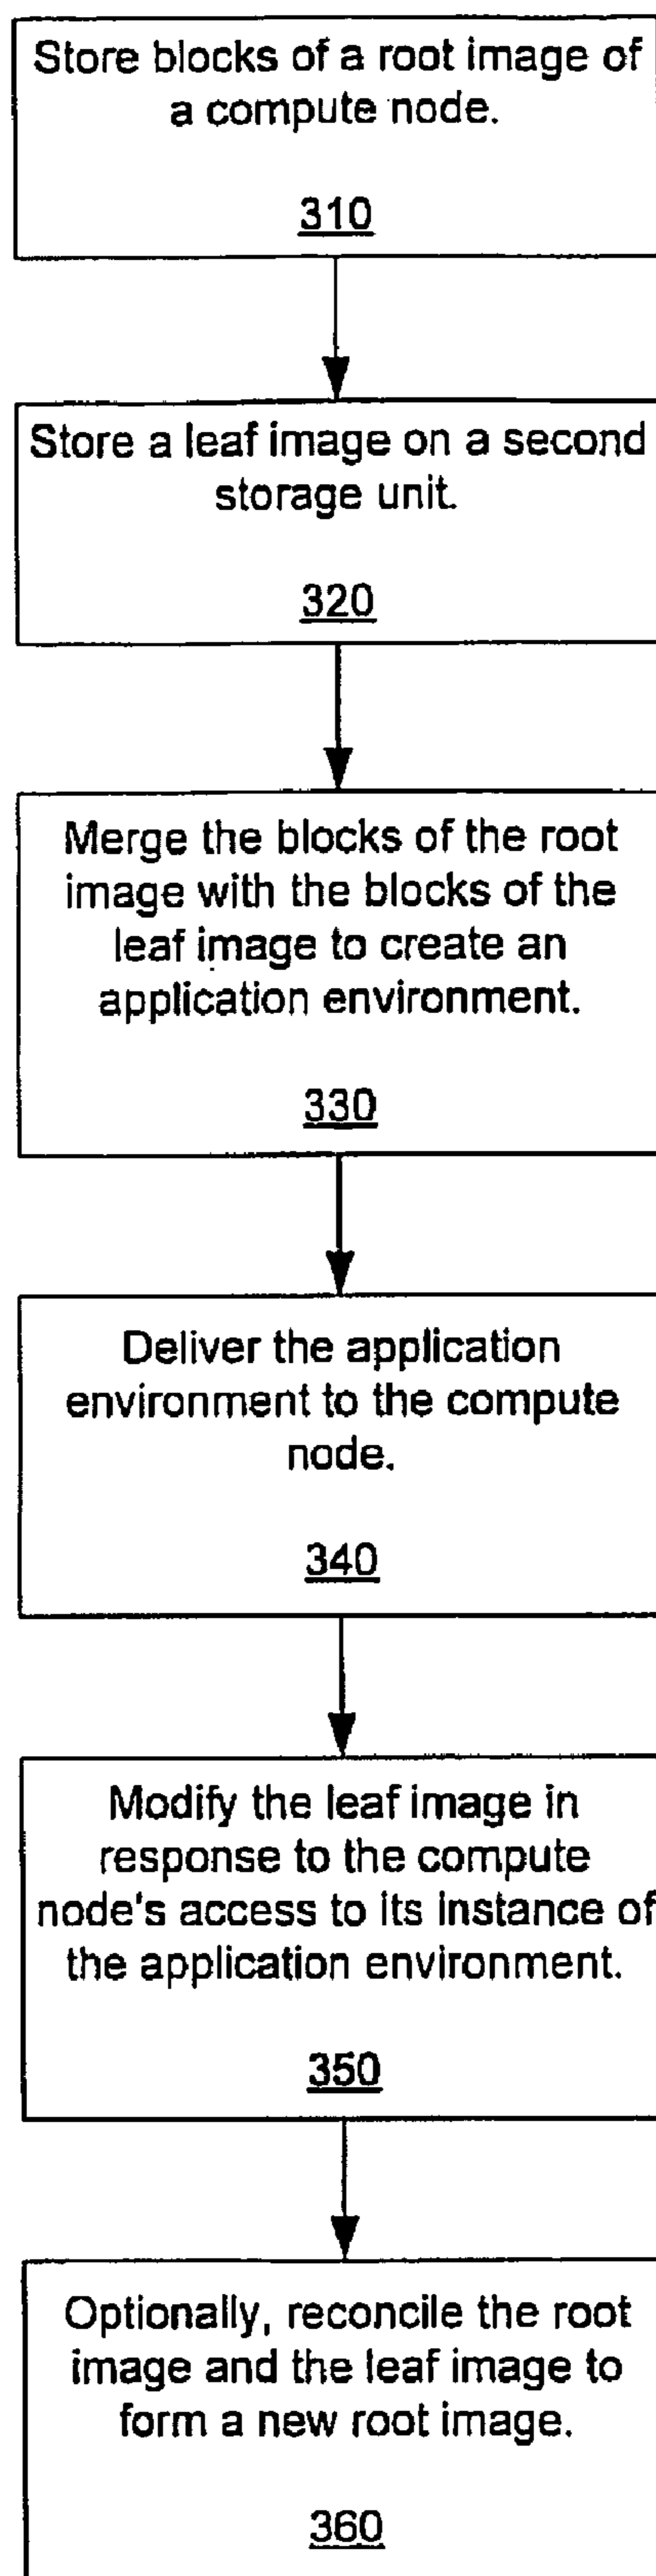 Store blocks of a root image of
a compute node.
310
Store a leaf image on a second
storage unit.
320
Merge the blocks of the root
image with the blocks of the
leaf image to create an
application environment.
330
Deliver the application
environment to the compute
node.
340
Modify the leaf image in
response to the compute
node's access to its instance of
the application environment.
350
Optionally, reconcile the root
image and the leaf image to
form a new root image.
360